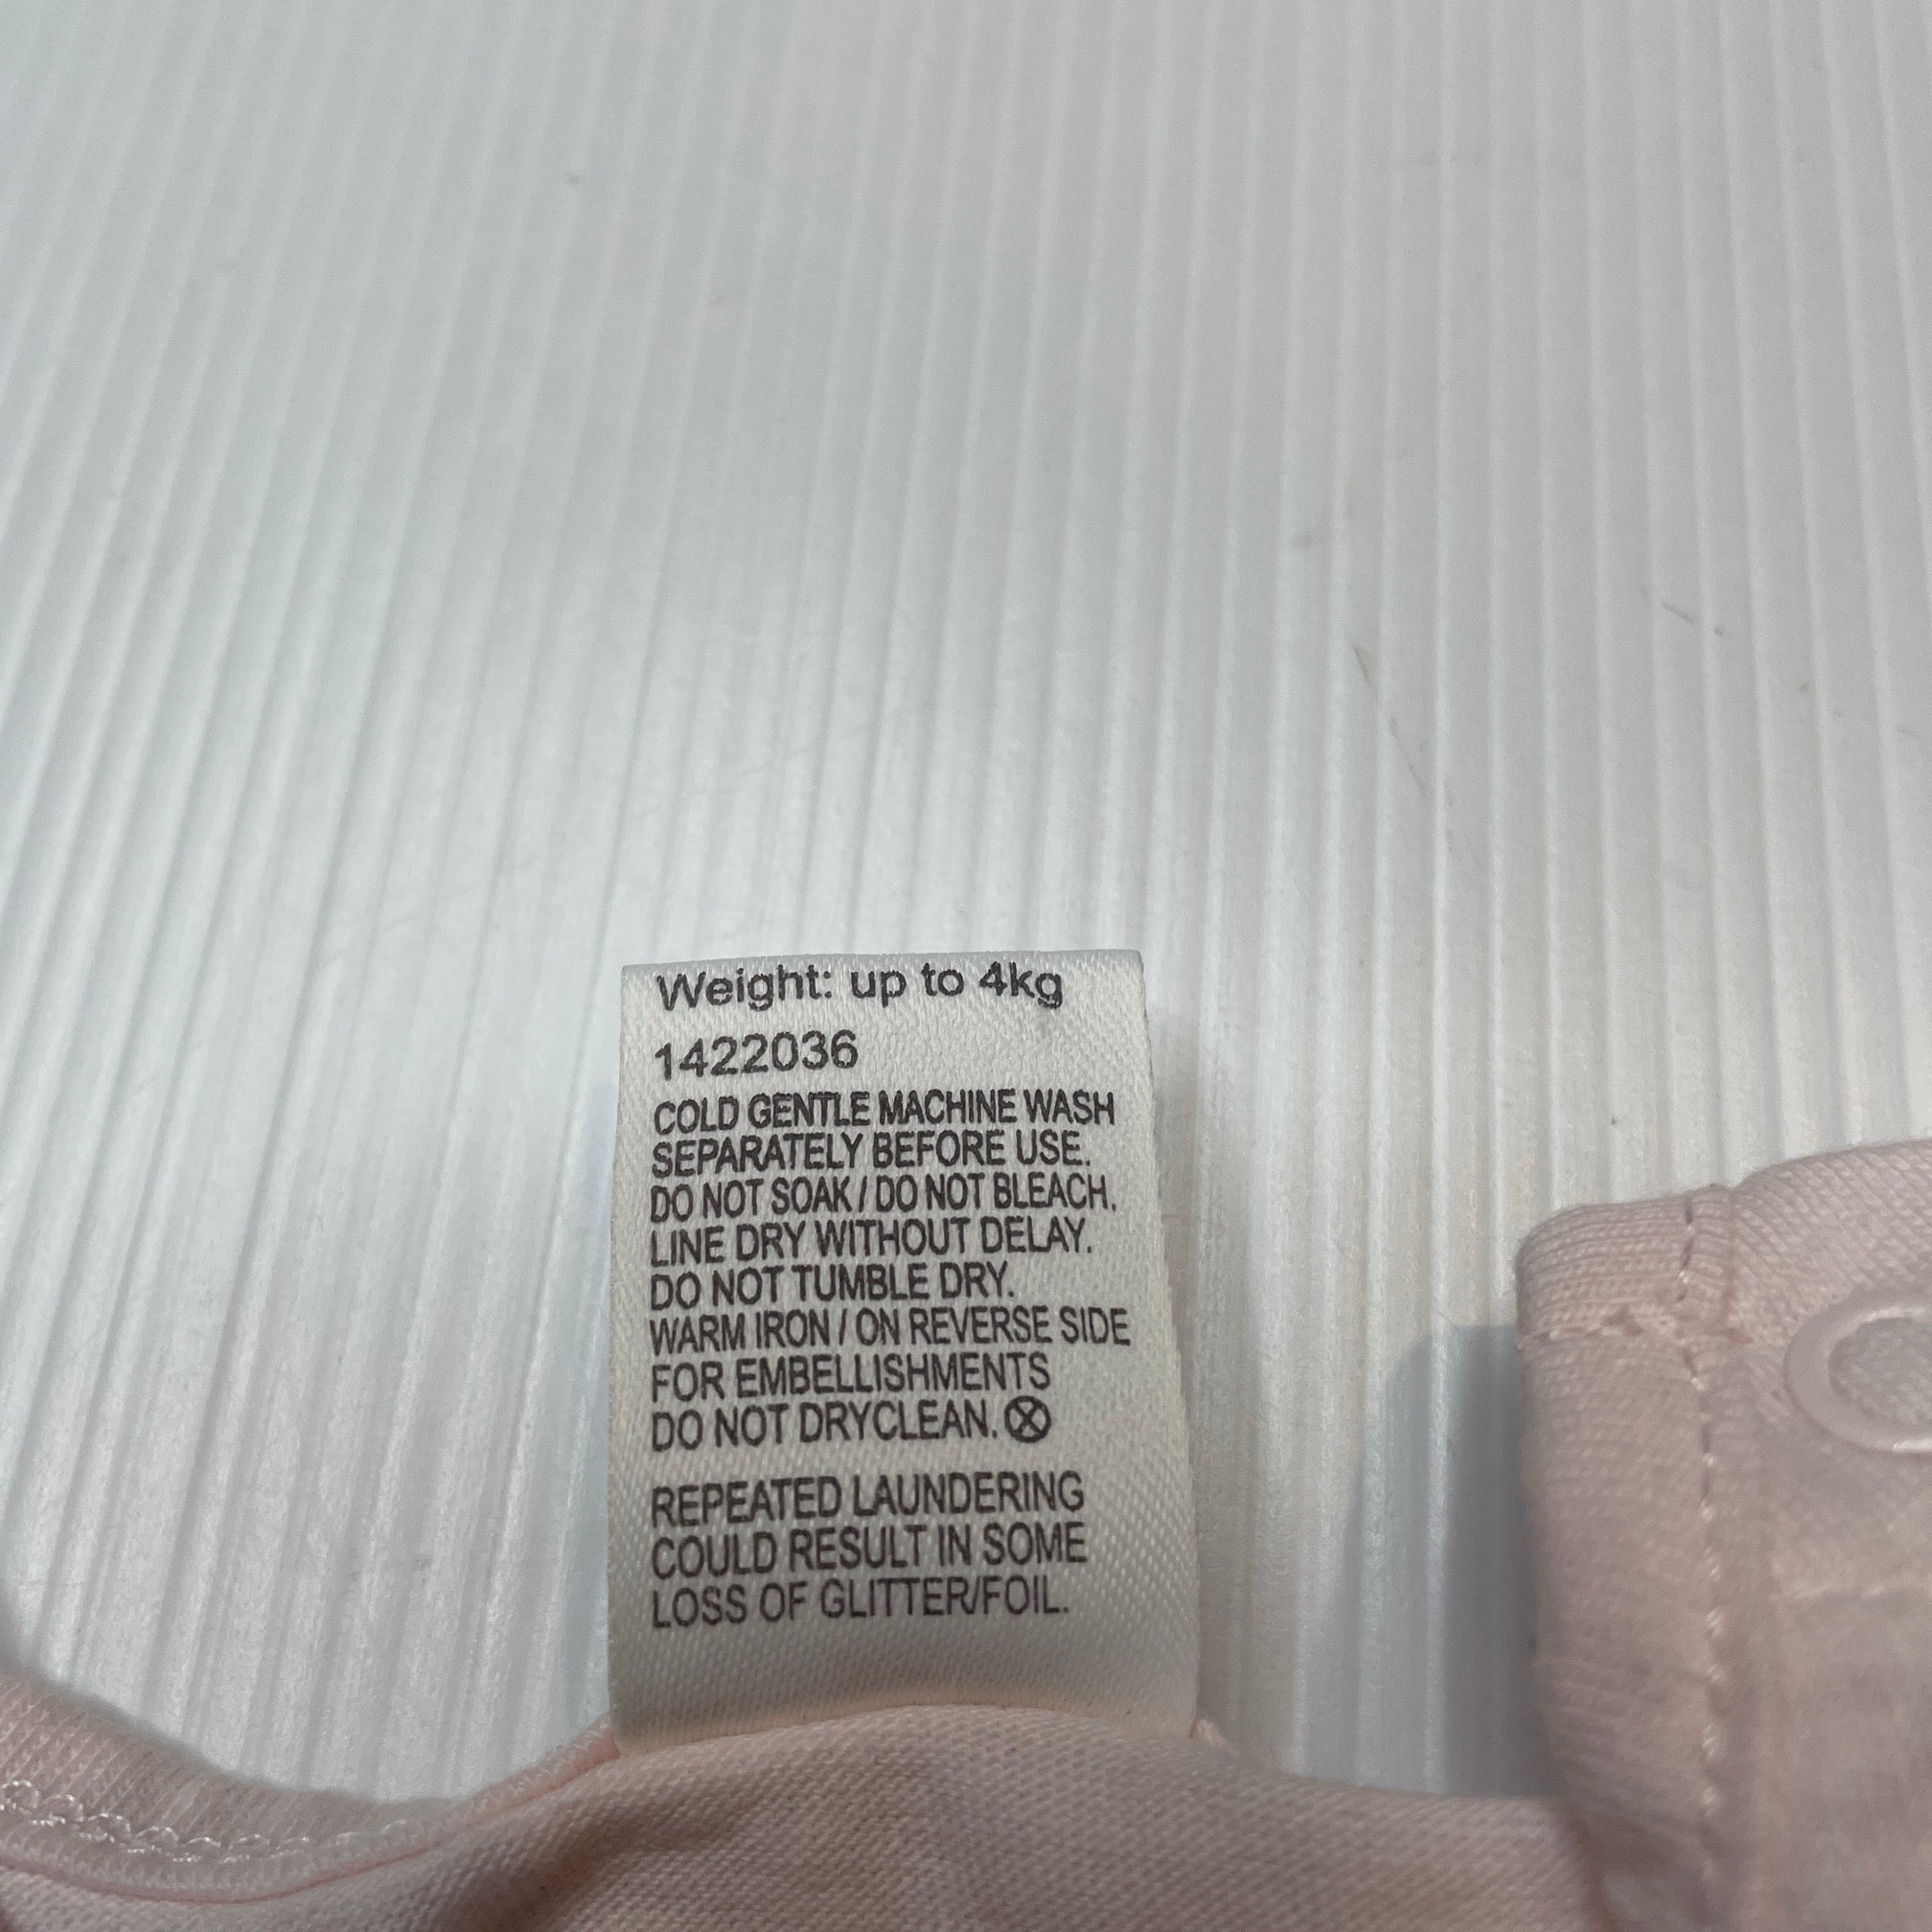 Weight: up to 4kg
1422036
COLD GENTLE MACHINE WASH
SEPARATELY BEFORE USE.
DO NOT SOAK / DO NOT BLEACH.
LINE DRY WITHOUT DELAY.
DO NOT TUMBLE DRY.
WARM IRON / ON REVERSE SIDE
FOR EMBELLISHMENTS
DO NOT DRYCLEAN.
REPEATED LAUNDERING
COULD RESULT IN SOME
LOSS OF GLITTER/FOIL.